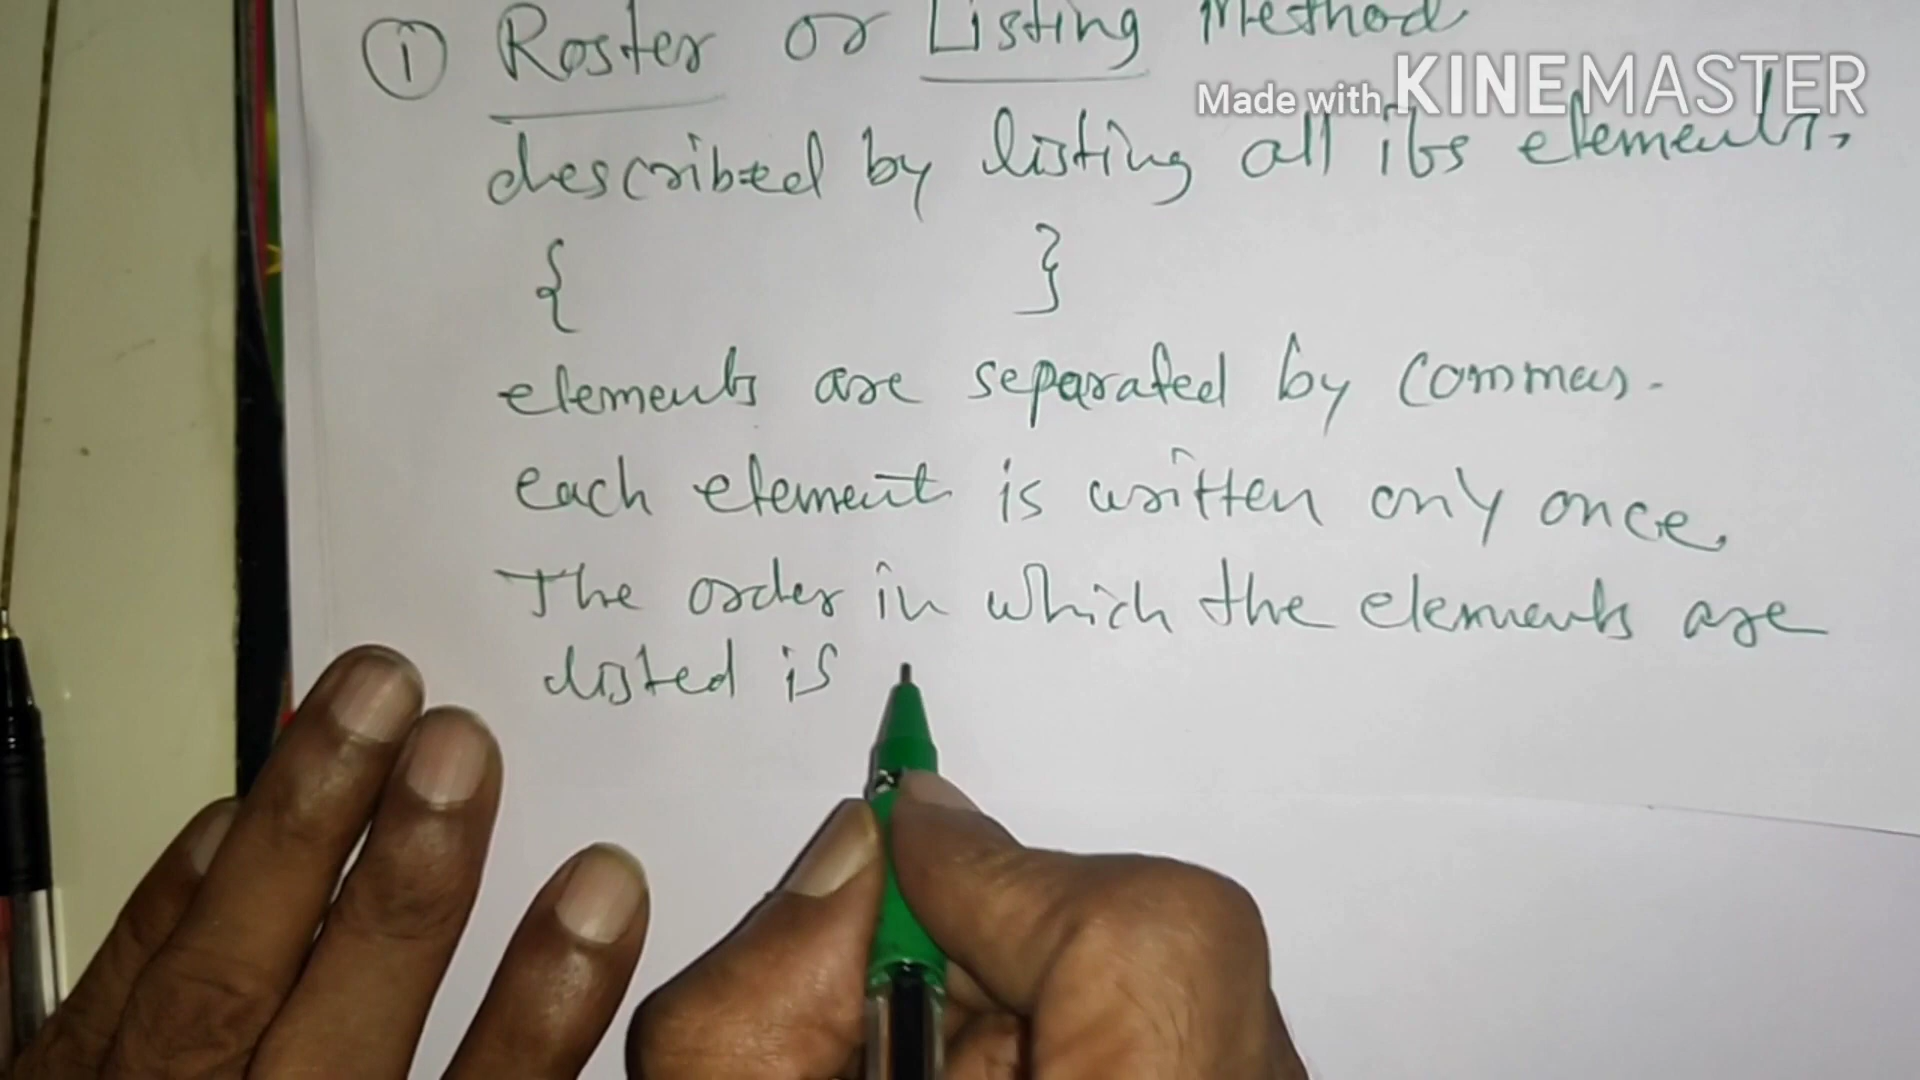 ① Roster or Listing Method
Made with KINEMASTER
described by listing all its elements,
{ }
elements are separated by commas.
each element is written only once.
The order in which the elements are
listed is